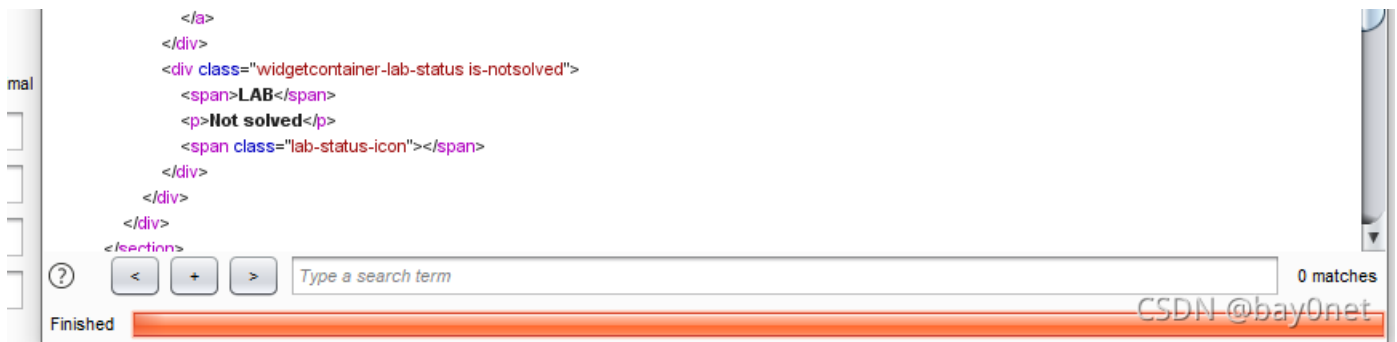 </a>
</div>
<div class="widgetcontainer-lab-status is-notsolved">
mal
<span>LAB</span>
<p>Not solved</p>
<span class="lab-status-icon"></span>
</div>
</div>
</div>
</section>
? < + > Type a search term 0 matches
CSDN @bay0net
Finished